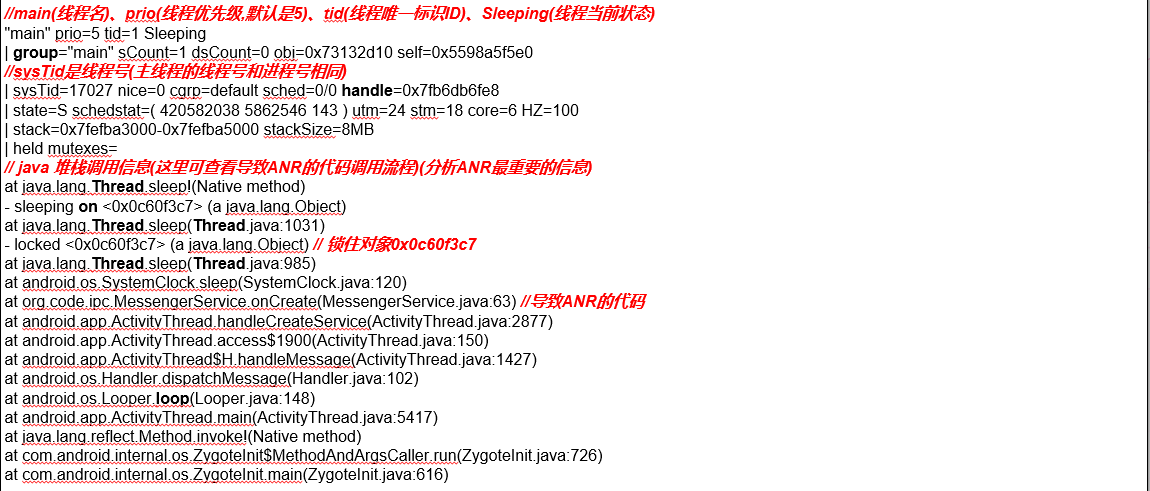 //main(线程名)、prio(线程优先级,默认是5)、tid(线程唯一标识ID)、Sleeping(线程当前状态)
"main" prio=5 tid=1 Sleeping
| group="main" sCount=1 dsCount=0 obj=0x73132d10 self=0x5598a5f5e0
//sysTid是线程号(主线程的线程号和进程号相同)
| sysTid=17027 nice=0 cgrp=default sched=0/0 handle=0x7fb6db6fe8
| state=S schedstat=( 420582038 5862546 143 ) utm=24 stm=18 core=6 HZ=100
| stack=0x7fefba3000-0x7fefba5000 stackSize=8MB
| held mutexes=
// java 堆栈调用信息(这里可查看导致ANR的代码调用流程)(分析ANR最重要的信息)
at java.lang.Thread.sleep!(Native method)
- sleeping on <0x0c60f3c7> (a java.lang.Object)
at java.lang.Thread.sleep(Thread.java:1031)
- locked <0x0c60f3c7> (a java.lang.Object) // 锁住对象0x0c60f3c7
at java.lang.Thread.sleep(Thread.java:985)
at android.os.SystemClock.sleep(SystemClock.java:120)
at org.code.ipc.MessengerService.onCreate(MessengerService.java:63) //导致ANR的代码
at android.app.ActivityThread.handleCreateService(ActivityThread.java:2877)
at android.app.ActivityThread.access$1900(ActivityThread.java:150)
at android.app.ActivityThread$H.handleMessage(ActivityThread.java:1427)
at android.os.Handler.dispatchMessage(Handler.java:102)
at android.os.Looper.loop(Looper.java:148)
at android.app.ActivityThread.main(ActivityThread.java:5417)
at java.lang.reflect.Method.invoke!(Native method)
at com.android.internal.os.ZygoteInit$MethodAndArgsCaller.run(ZygoteInit.java:726)
at com.android.internal.os.ZygoteInit.main(ZygoteInit.java:616)